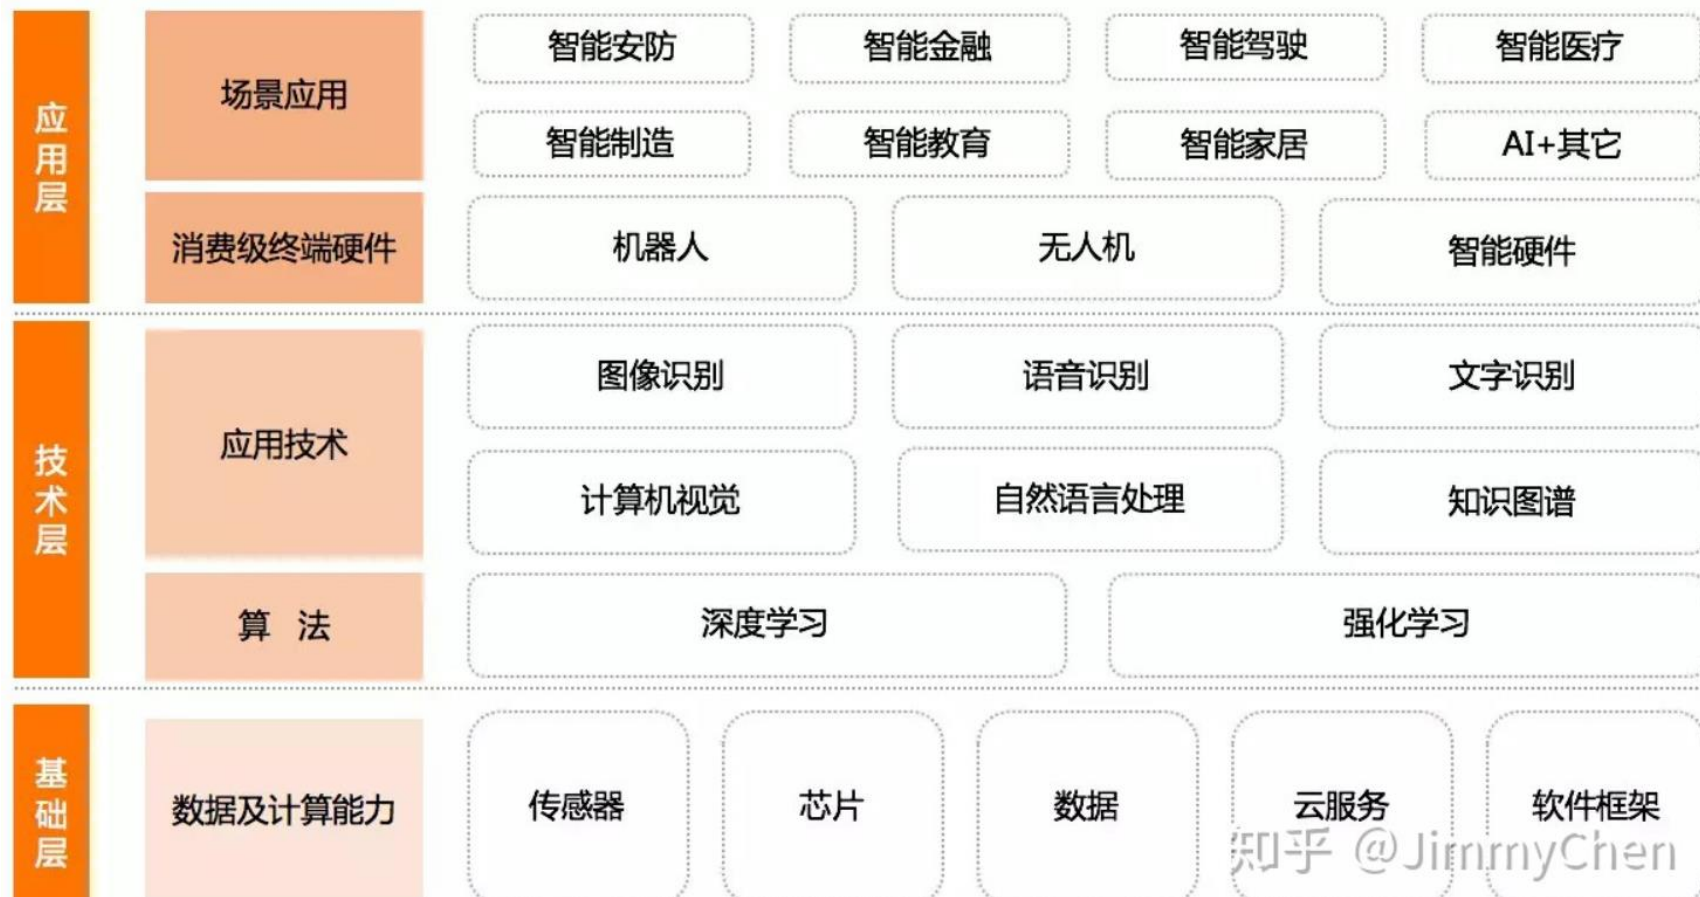 应用层
场景应用
智能安防 智能金融 智能驾驶 智能医疗
智能制造 智能教育 智能家居 AI+其它
消费级终端硬件
机器人 无人机 智能硬件
技术层
应用技术
图像识别 语音识别 文字识别
计算机视觉 自然语言处理 知识图谱
算 法
深度学习 强化学习
基础层
数据及计算能力
传感器 芯片 数据 云服务 软件框架
知乎 @JimmyChen